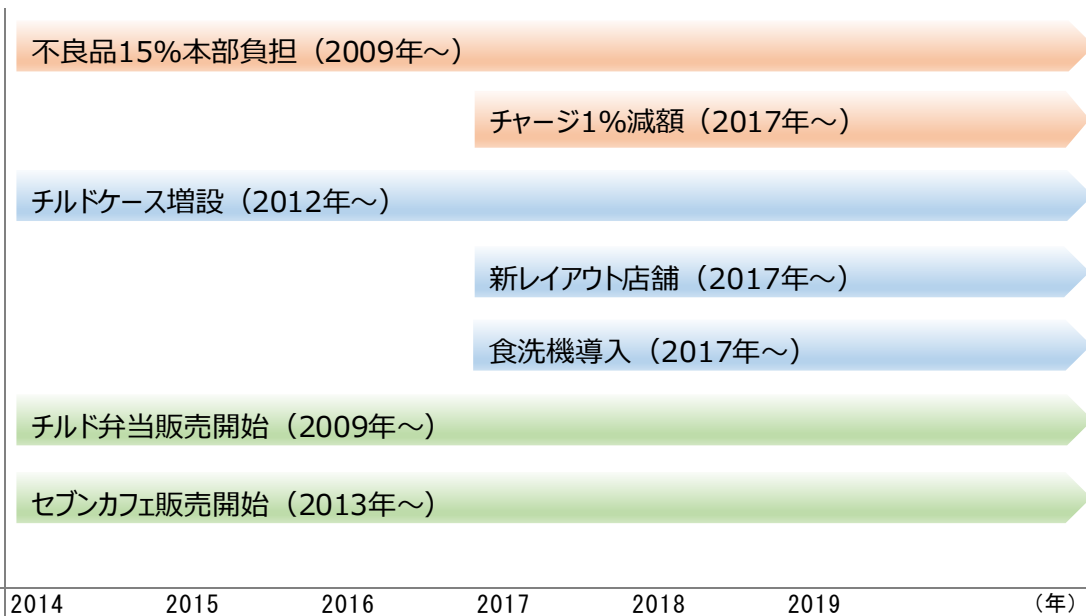 不良品15%本部負担（2009年～）
チャージ1%減額（2017年～）
チルドケース増設（2012年～）
新レイアウト店舗（2017年～）
食洗機導入（2017年～）
チルド弁当販売開始（2009年～）
セブンカフェ販売開始（2013年～）
2014 2015 2016 2017 2018 2019 （年）